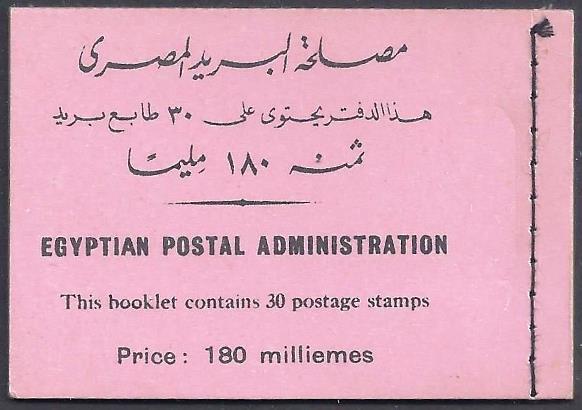 مصلحة البريد المصرى
هذا الدفتر يحتوى على ٣٠ طابع بريد
ثمنه ١٨٠ مليمًا
EGYPTIAN POSTAL ADMINISTRATION
This booklet contains 30 postage stamps
Price : 180 milliemes